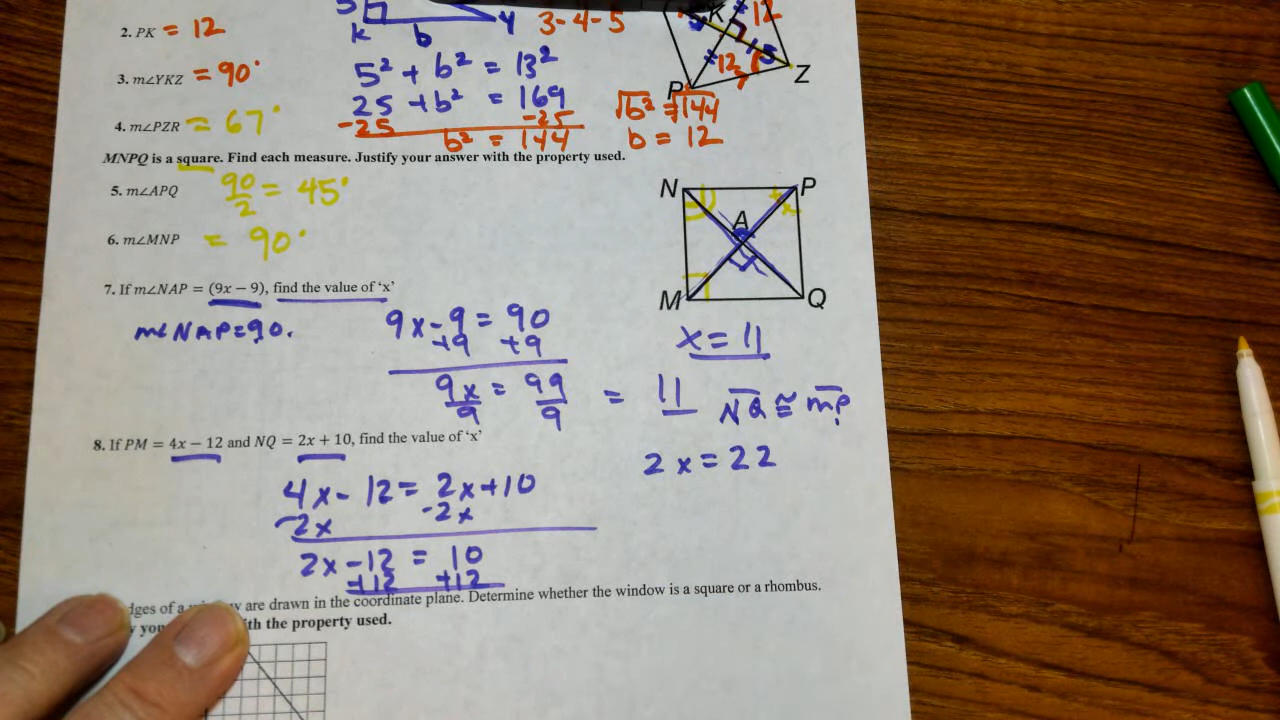 5
K b Y 3-4-5
2. PK = 12
5² + b² = 13²
K 12
5
12
P Z
3. m∠YKZ = 90°
25 + b² = 169
-25 -25
√b² = √144
4. m∠PZR = 67°
b² = 144 b = 12
MNPQ is a square. Find each measure. Justify your answer with the property used.
5. m∠APQ 90/2 = 45°
N P
x
A
M Q
6. m∠MNP = 90°
7. If m∠NAP = (9x – 9), find the value of ‘x’
m∠NAP=90.
9x-9 = 90
+9 +9
x = 11
9x/9 = 99/9 = 11
NQ ≅ MP
8. If PM = 4x – 12 and NQ = 2x + 10, find the value of ‘x’
2x = 22
4x - 12 = 2x+10
-2x -2x
2x -12 = 10
+12 +12
dges of a are drawn in the coordinate plane. Determine whether the window is a square or a rhombus.
y you ith the property used.